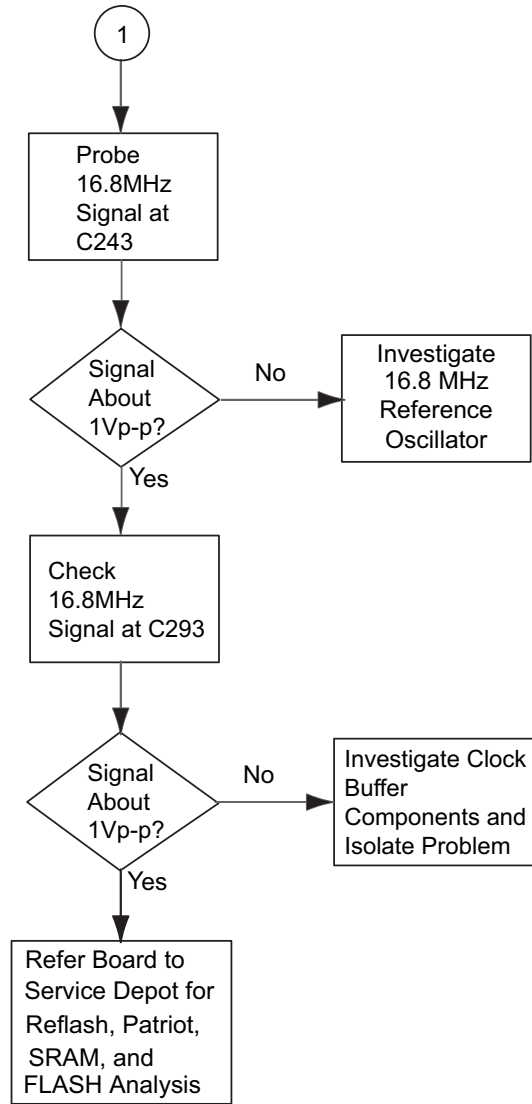 1
Probe
16.8MHz
Signal at
C243
Signal
About
1Vp-p?
No
Investigate
16.8 MHz
Reference
Oscillator
Yes
Check
16.8MHz
Signal at C293
Signal
About
1Vp-p?
No
Investigate Clock
Buffer
Components and
Isolate Problem
Yes
Refer Board to
Service Depot for
Reflash, Patriot,
SRAM, and
FLASH Analysis